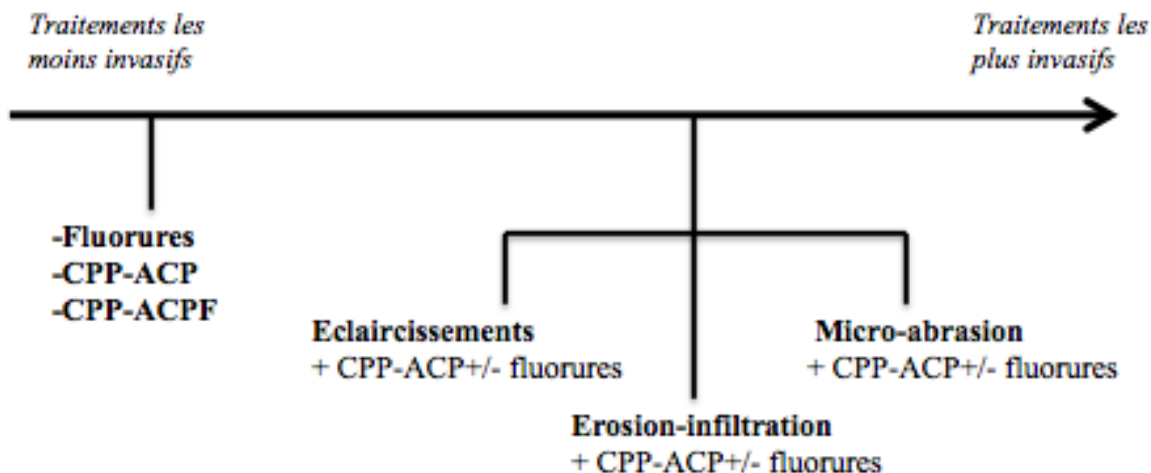 Traitements les
moins invasifs
Traitements les
plus invasifs
-Fluorures
-CPP-ACP
-CPP-ACPF
Eclaircissements
+ CPP-ACP+/- fluorures
Micro-abrasion
+ CPP-ACP+/- fluorures
Erosion-infiltration
+ CPP-ACP+/- fluorures